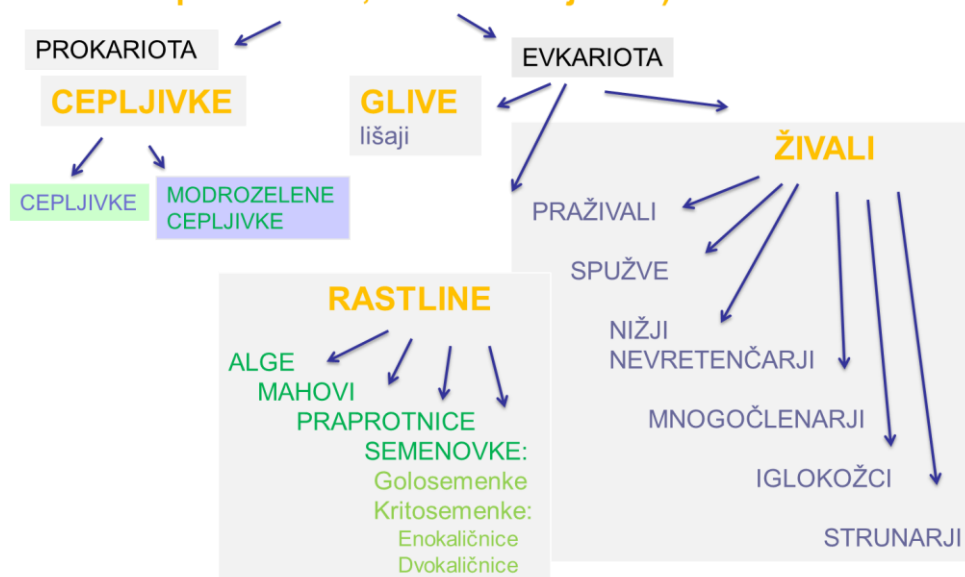 PROKARIOTA
EVKARIOTA
CEPLJIVKE
GLIVE
lišaji
ŽIVALI
CEPLJIVKE
MODROZELENE
CEPLJIVKE
PRAŽIVALI
SPUŽVE
RASTLINE
NIŽJI
NEVRETENČARJI
ALGE
MAHOVI
PRAPROTNICE
MNOGOČLENARJI
SEMENOVKE:
Golosemenke
IGLOKOŽCI
Kritosemenke:
Enokaličnice
STRUNARJI
Dvokaličnice